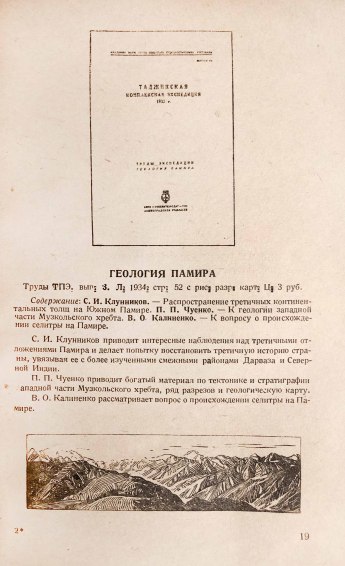 ТАДЖИКСКАЯ
КОМПЛЕКСНАЯ ЭКСПЕДИЦИЯ
ТРУДЫ ЭКСПЕДИЦИИ
ГЕОЛОГИЯ ПАМИРА
ГЕОЛОГИЯ ПАМИРА
Труды ТПЭ, вып; 3. Л; 1934; стр; 52 с рис; разр; карт; Ц; 3 руб.
Содержание: С. И. Клунников. — Распространение третичных континен-
тальных толщ на Южном Памире. П. П. Чуенко. — К геологии западной
части Музкольского хребта. В. О. Калиненко. — К вопросу о происхожде-
нии селитры на Памире.
С. И. Клунников приводит интересные наблюдения над третичными от-
ложениями Памира и делает попытку восстановить третичную историю стра-
ны, увязывая ее с более изученными смежными районами Дарваза и Север-
ной Индии.
П. П. Чуенко приводит богатый материал по тектонике и стратиграфии
ападной части Музкольского хребта, ряд разрезов и геологическую карту.
В. О. Калиненко рассматривает вопрос о происхождении селитры на Па-
мире.
2*
19